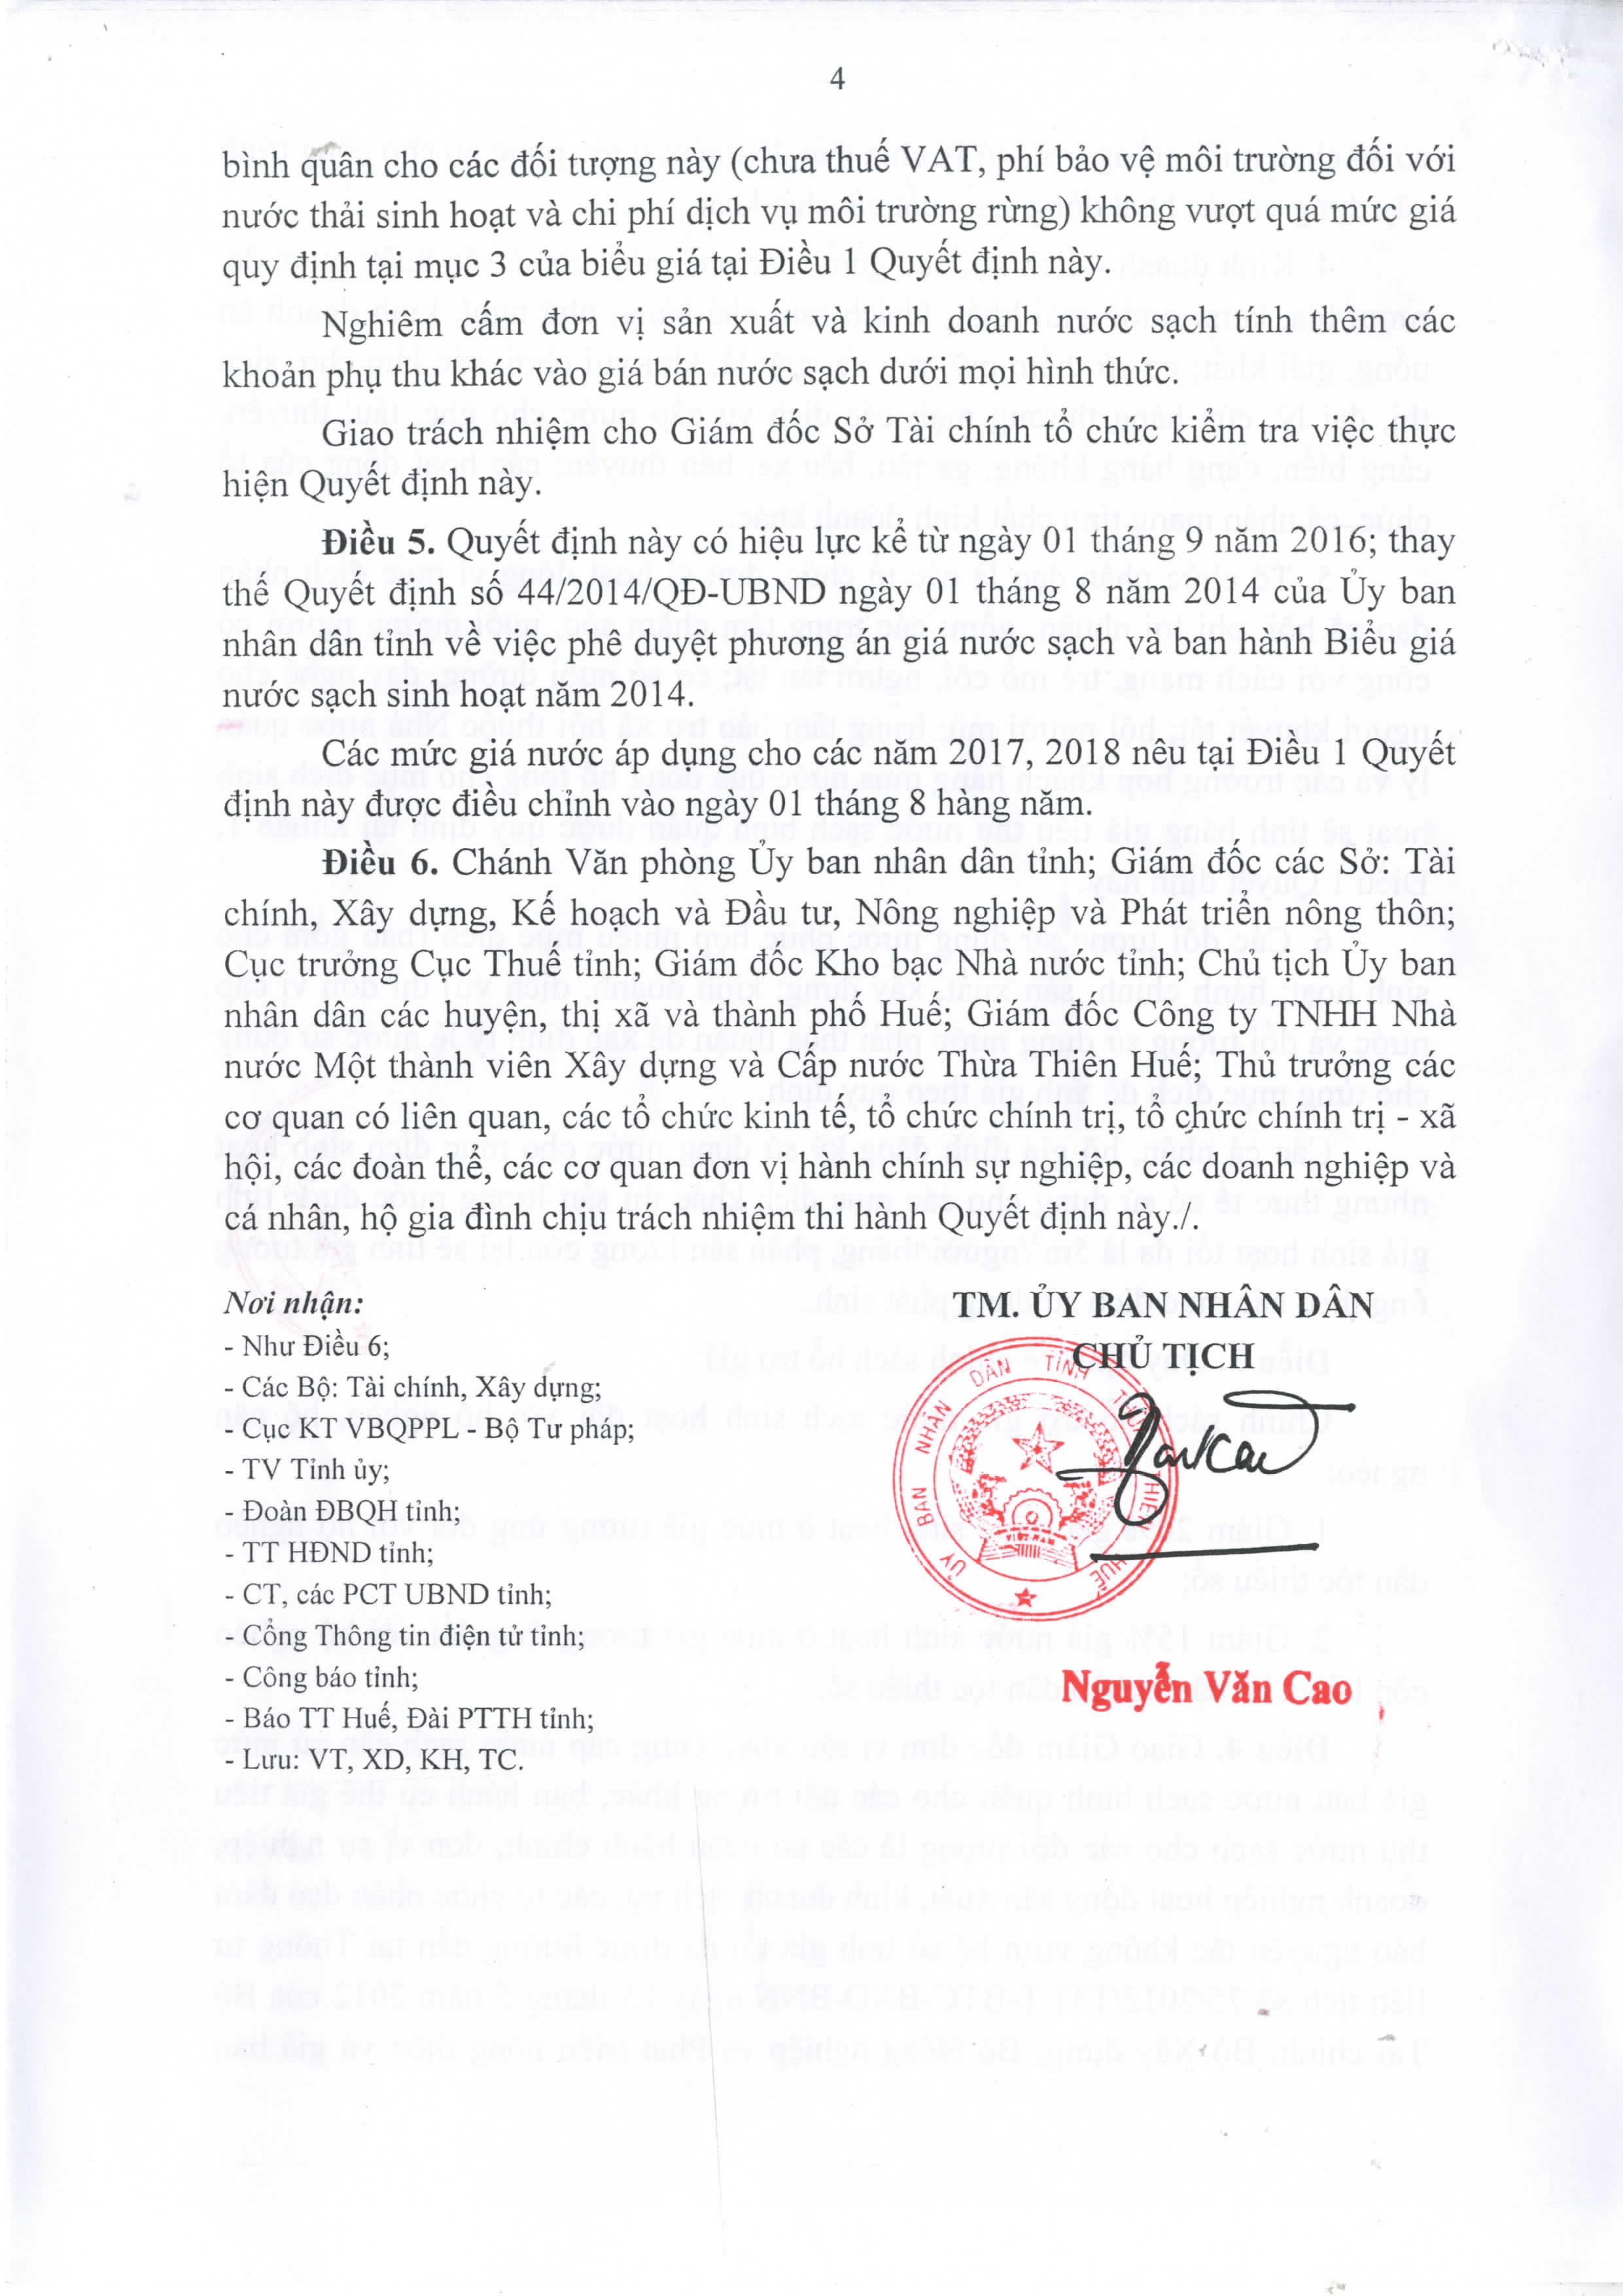 4
bình quân cho các đối tượng này (chưa thuế VAT, phí bảo vệ môi trường đối với
nước thải sinh hoạt và chi phí dịch vụ môi trường rừng) không vượt quá mức giá
quy định tại mục 3 của biểu giá tại Điều 1 Quyết định này.
Nghiêm cấm đơn vị sản xuất và kinh doanh nước sạch tính thêm các
khoản phụ thu khác vào giá bán nước sạch dưới mọi hình thức.
Giao trách nhiệm cho Giám đốc Sở Tài chính tổ chức kiểm tra việc thực
hiện Quyết định này.
Điều 5. Quyết định này có hiệu lực kể từ ngày 01 tháng 9 năm 2016; thay
thế Quyết định số 44/2014/QĐ-UBND ngày 01 tháng 8 năm 2014 của Ủy ban
nhân dân tỉnh về việc phê duyệt phương án giá nước sạch và ban hành Biểu giá
nước sạch sinh hoạt năm 2014.
Các mức giá nước áp dụng cho các năm 2017, 2018 nêu tại Điều 1 Quyết
định này được điều chỉnh vào ngày 01 tháng 8 hàng năm.
Điều 6. Chánh Văn phòng Ủy ban nhân dân tỉnh; Giám đốc các Sở: Tài
chính, Xây dựng, Kế hoạch và Đầu tư, Nông nghiệp và Phát triển nông thôn;
Cục trưởng Cục Thuế tỉnh; Giám đốc Kho bạc Nhà nước tỉnh; Chủ tịch Ủy ban
nhân dân các huyện, thị xã và thành phố Huế; Giám đốc Công ty TNHH Nhà
nước Một thành viên Xây dựng và Cấp nước Thừa Thiên Huế; Thủ trưởng các
cơ quan có liên quan, các tổ chức kinh tế, tổ chức chính trị, tổ chức chính trị - xã
hội, các đoàn thể, các cơ quan đơn vị hành chính sự nghiệp, các doanh nghiệp và
cá nhân, hộ gia đình chịu trách nhiệm thi hành Quyết định này./.
Nơi nhận:
- Như Điều 6;
- Các Bộ: Tài chính, Xây dựng;
- Cục KT VBQPPL - Bộ Tư pháp;
- TV Tỉnh ủy;
- Đoàn ĐBQH tỉnh;
- TT HĐND tỉnh;
- CT, các PCT UBND tỉnh;
- Cổng Thông tin điện tử tỉnh;
- Công báo tỉnh;
- Báo TT Huế, Đài PTTH tỉnh;
- Lưu: VT, XD, KH, TC.
TM. ỦY BAN NHÂN DÂN
CHỦ TỊCH
ỦY BAN NHÂN DÂN TỈNH
HUẾ
VIỆT NAM
Nguyễn Văn Cao